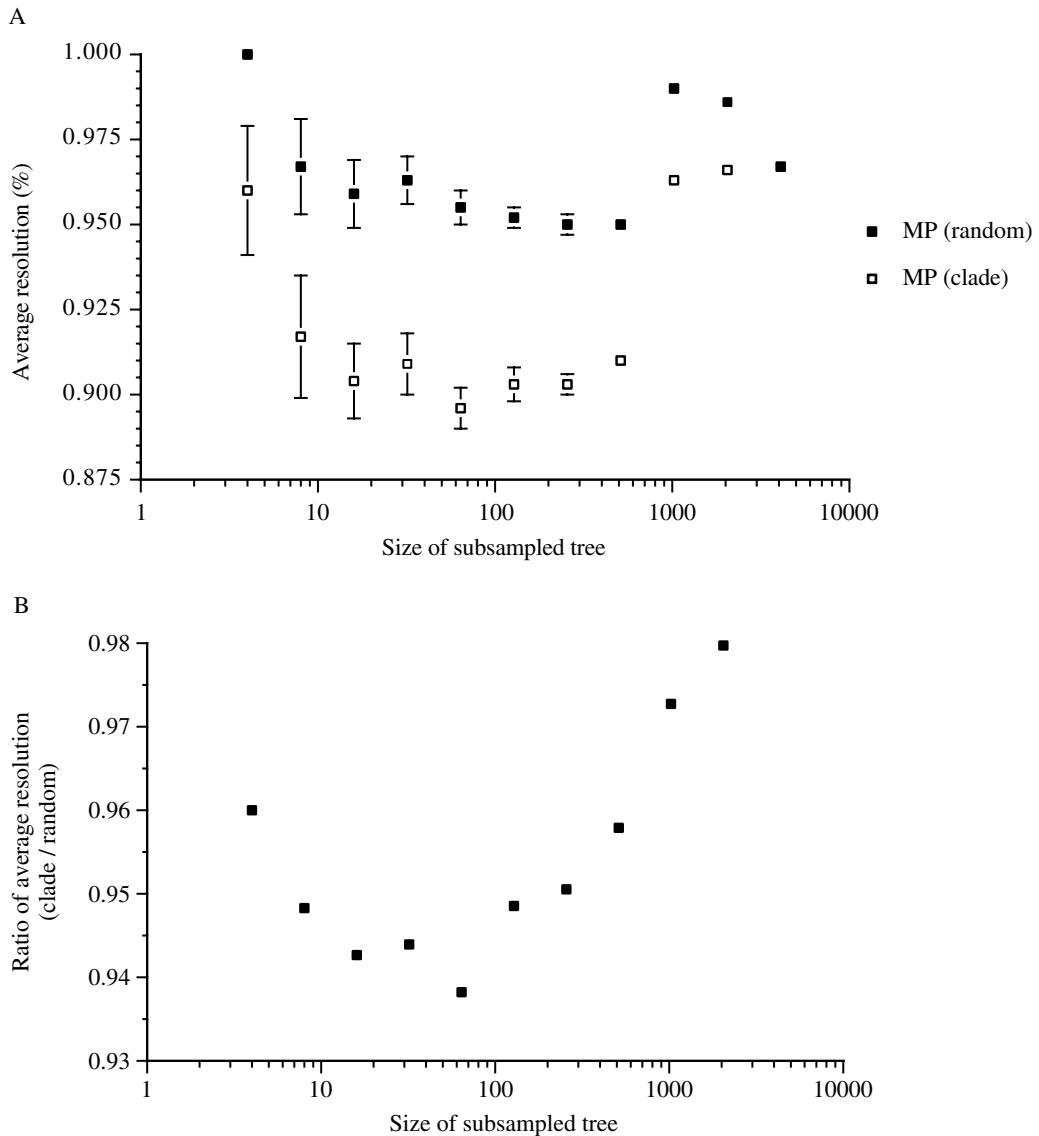 A
1.000
0.975
0.950
0.925
0.900
0.875
Average resolution (%)
1 10 100 1000 10000
Size of subsampled tree
MP (random)
MP (clade)
B
0.98
0.97
0.96
0.95
0.94
0.93
Ratio of average resolution
(clade / random)
1 10 100 1000 10000
Size of subsampled tree